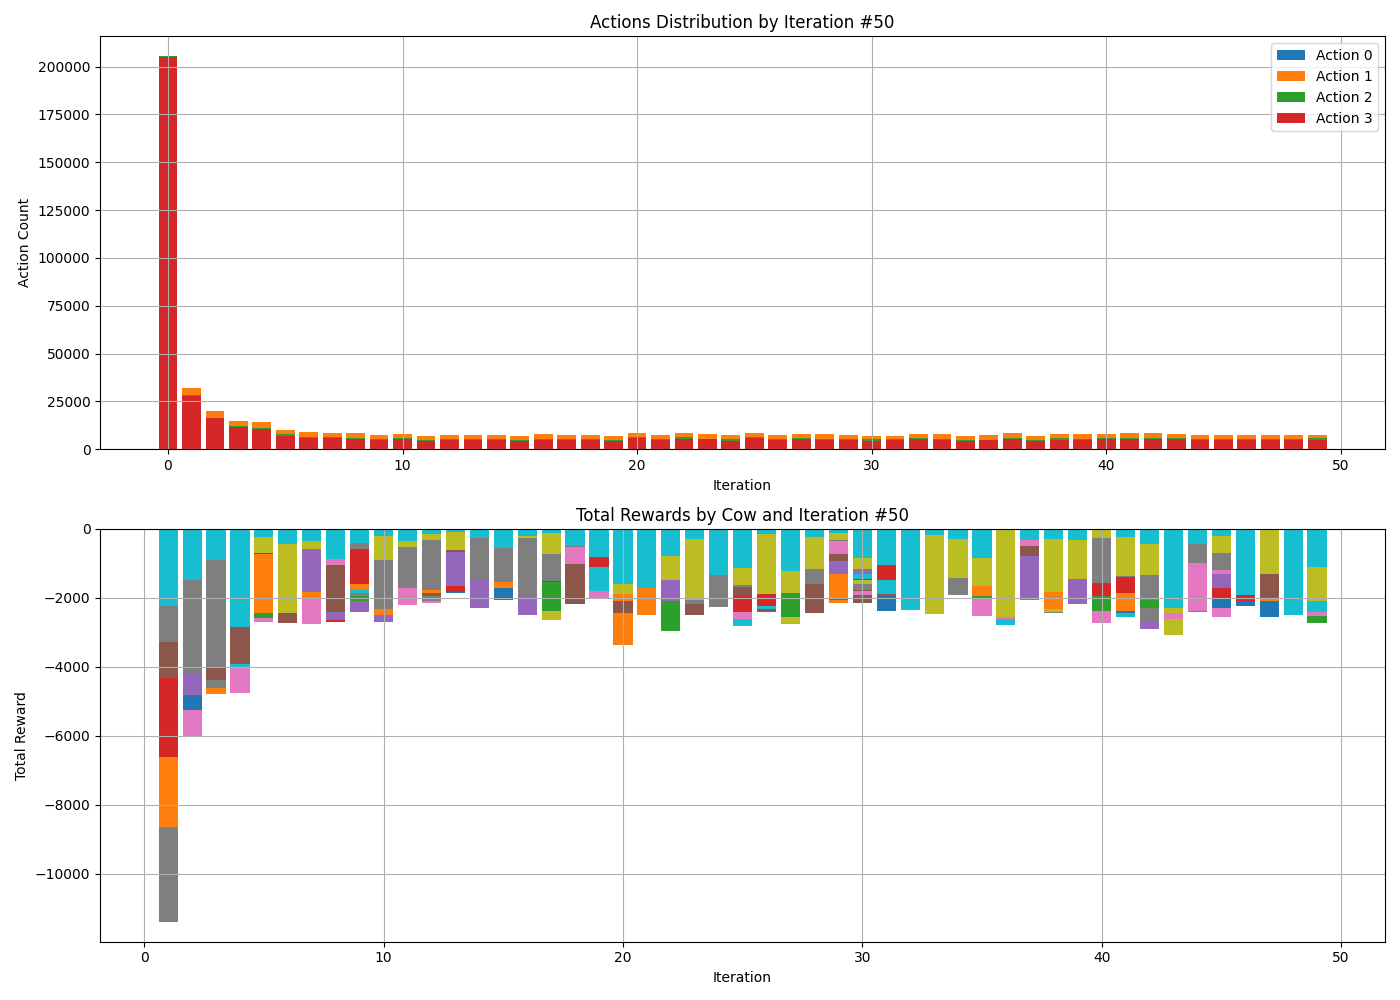 Actions Distribution by Iteration #50
Action Count
200000
175000
150000
125000
100000
75000
50000
25000
0
Action 0
Action 1
Action 2
Action 3
0 10 20 30 40 50
Iteration
Total Rewards by Cow and Iteration #50
Total Reward
0
−2000
−4000
−6000
−8000
−10000
0 10 20 30 40 50
Iteration